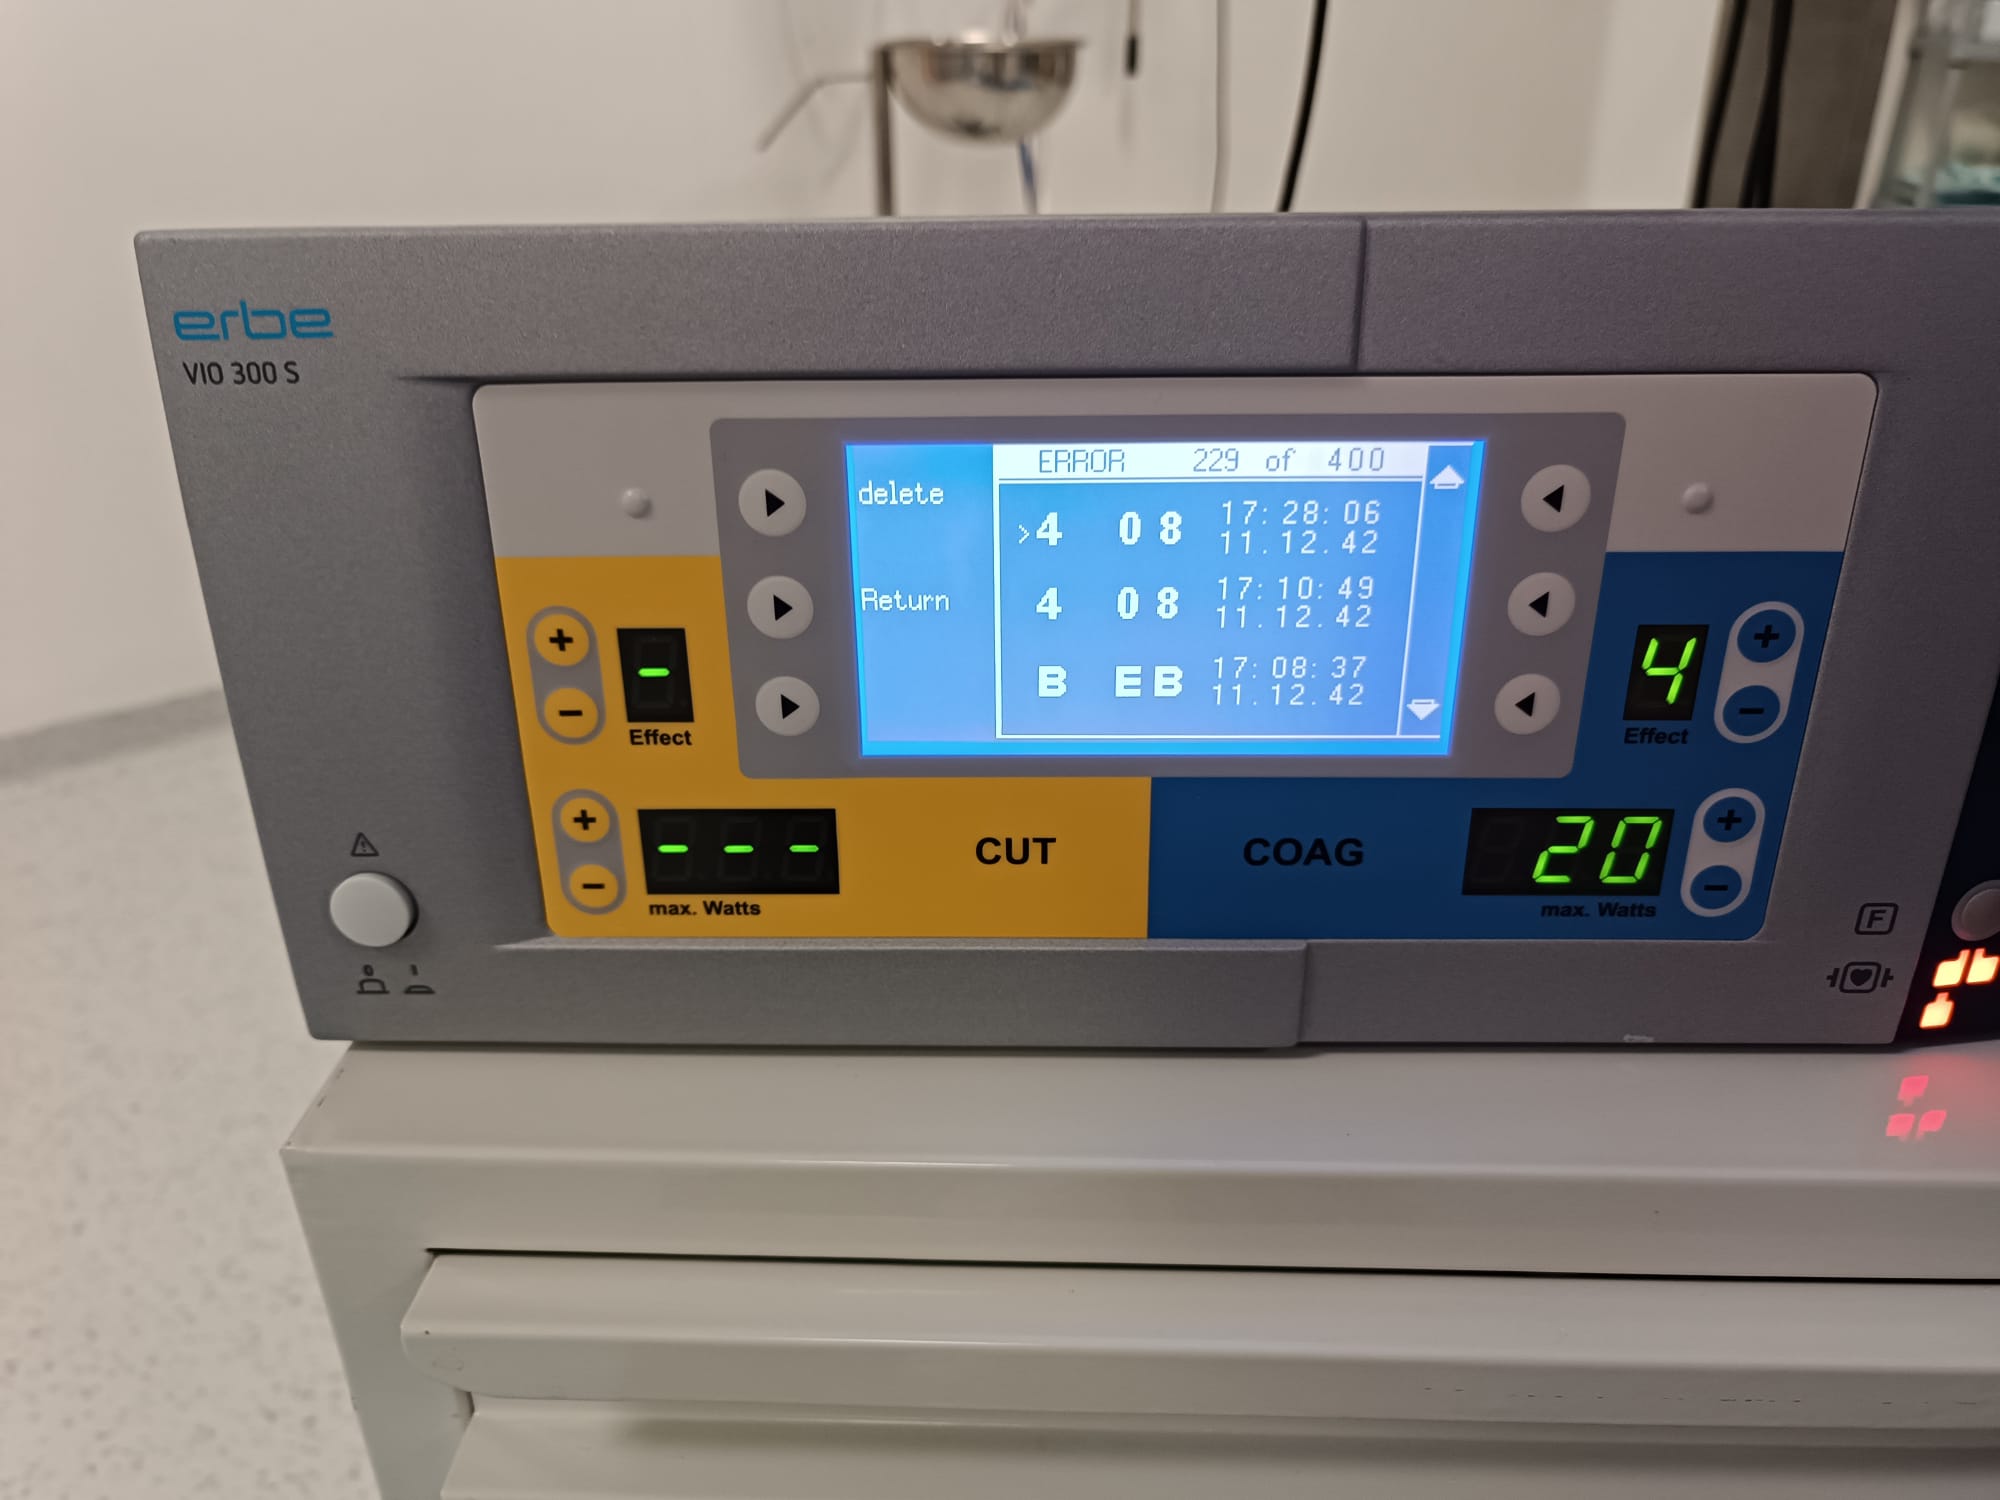 erbe
VIO 300 S
ERROR 229 of 400
delete
>4 08 17:28:06
11.12.42
4 08 17:10:49
11.12.42
Return
B EB 17:08:37
11.12.42
+
-
-
Effect
4
+
-
Effect
+
-
---
max. Watts
CUT
COAG
20
max. Watts
+
-
F
0 I